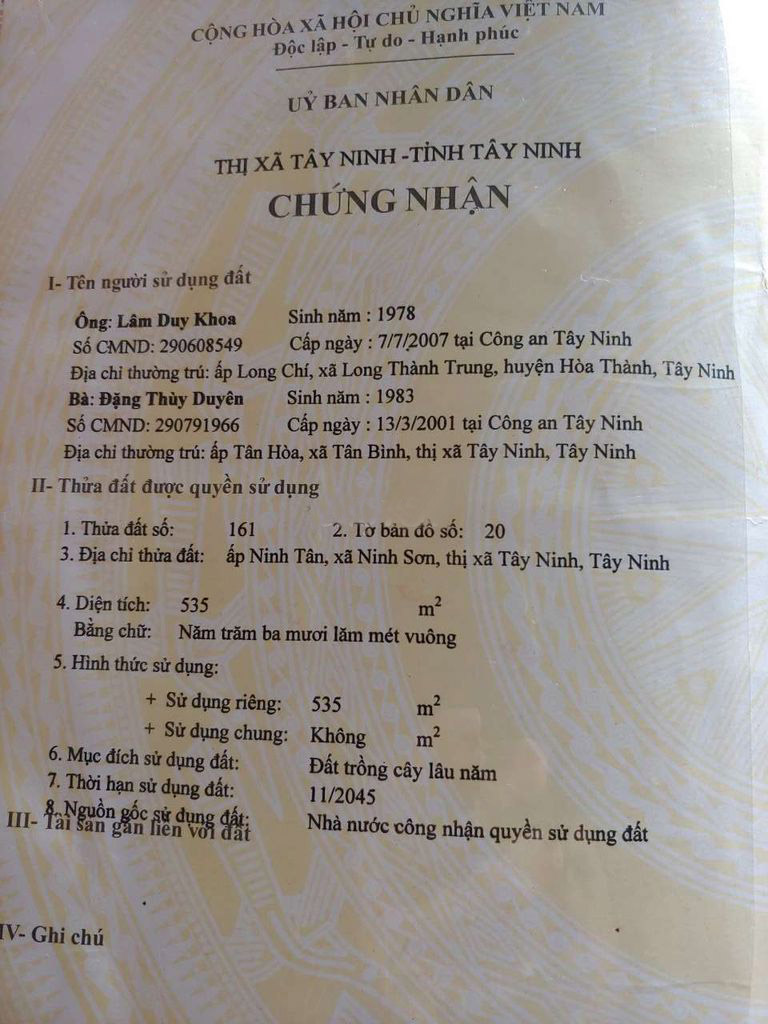 CỘNG HÒA XÃ HỘI CHỦ NGHĨA VIỆT NAM
Độc lập - Tự do - Hạnh phúc
UỶ BAN NHÂN DÂN
THỊ XÃ TÂY NINH -TỈNH TÂY NINH
CHỨNG NHẬN
I- Tên người sử dụng đất
Ông: Lâm Duy Khoa Sinh năm : 1978
Số CMND: 290608549 Cấp ngày : 7/7/2007 tại Công an Tây Ninh
Địa chỉ thường trú: ấp Long Chí, xã Long Thành Trung, huyện Hòa Thành, Tây Ninh
Bà: Đặng Thùy Duyên Sinh năm : 1983
Số CMND: 290791966 Cấp ngày : 13/3/2001 tại Công an Tây Ninh
Địa chỉ thường trú: ấp Tân Hòa, xã Tân Bình, thị xã Tây Ninh, Tây Ninh
II- Thửa đất được quyền sử dụng
1. Thửa đất số: 161 2. Tờ bản đồ số: 20
3. Địa chỉ thửa đất: ấp Ninh Tân, xã Ninh Sơn, thị xã Tây Ninh, Tây Ninh
4. Diện tích: 535 m²
Bằng chữ: Năm trăm ba mươi lăm mét vuông
5. Hình thức sử dụng:
+ Sử dụng riêng: 535 m²
+ Sử dụng chung: Không m²
6. Mục đích sử dụng đất: Đất trồng cây lâu năm
7. Thời hạn sử dụng đất: 11/2045
8. Nguồn gốc sử dụng đất: Nhà nước công nhận quyền sử dụng đất
III- Tài sản gắn liền với đất
IV- Ghi chú